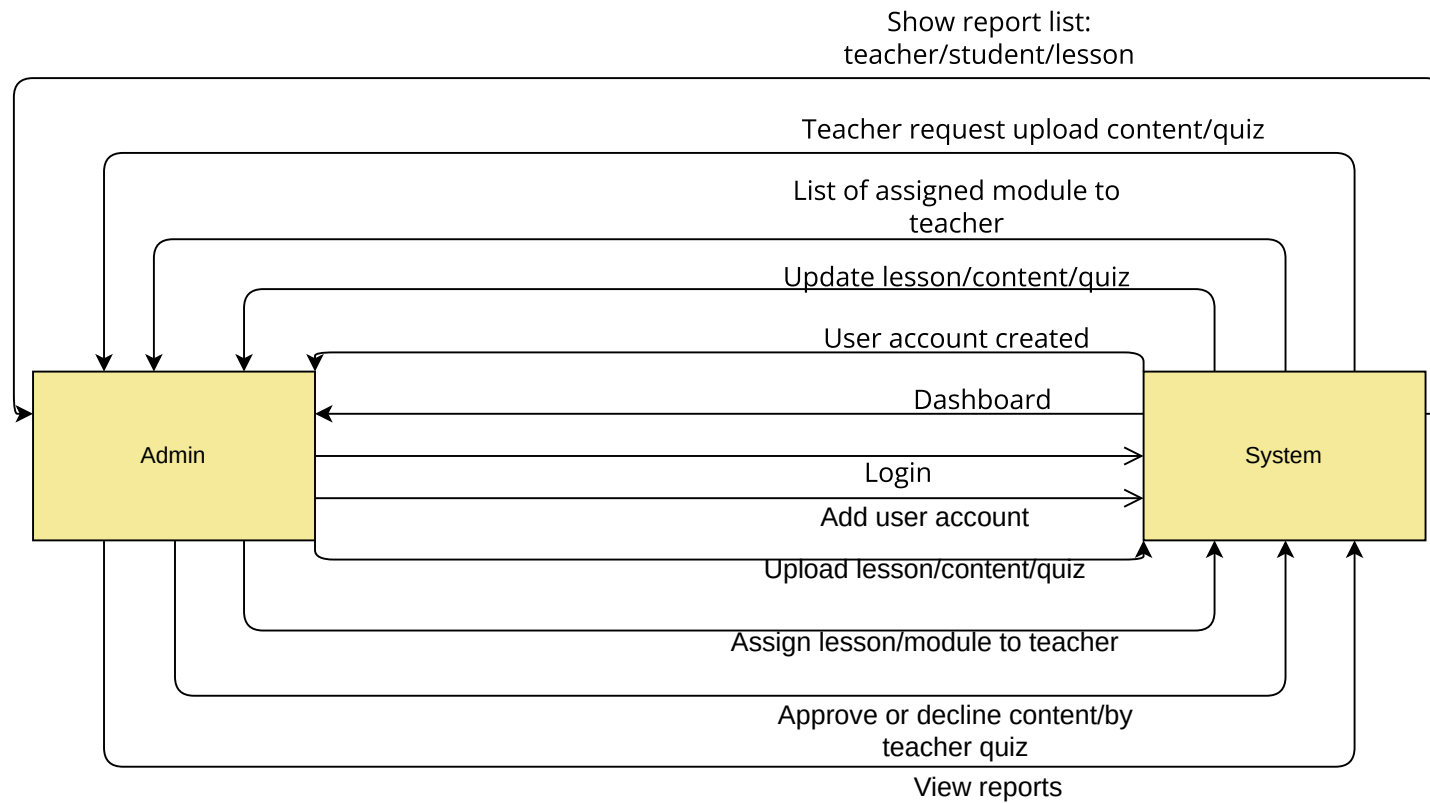 Show report list:
teacher/student/lesson
Teacher request upload content/quiz
List of assigned module to
teacher
Update lesson/content/quiz
User account created
Dashboard
Admin
System
Login
Add user account
Upload lesson/content/quiz
Assign lesson/module to teacher
Approve or decline content/by
teacher quiz
View reports